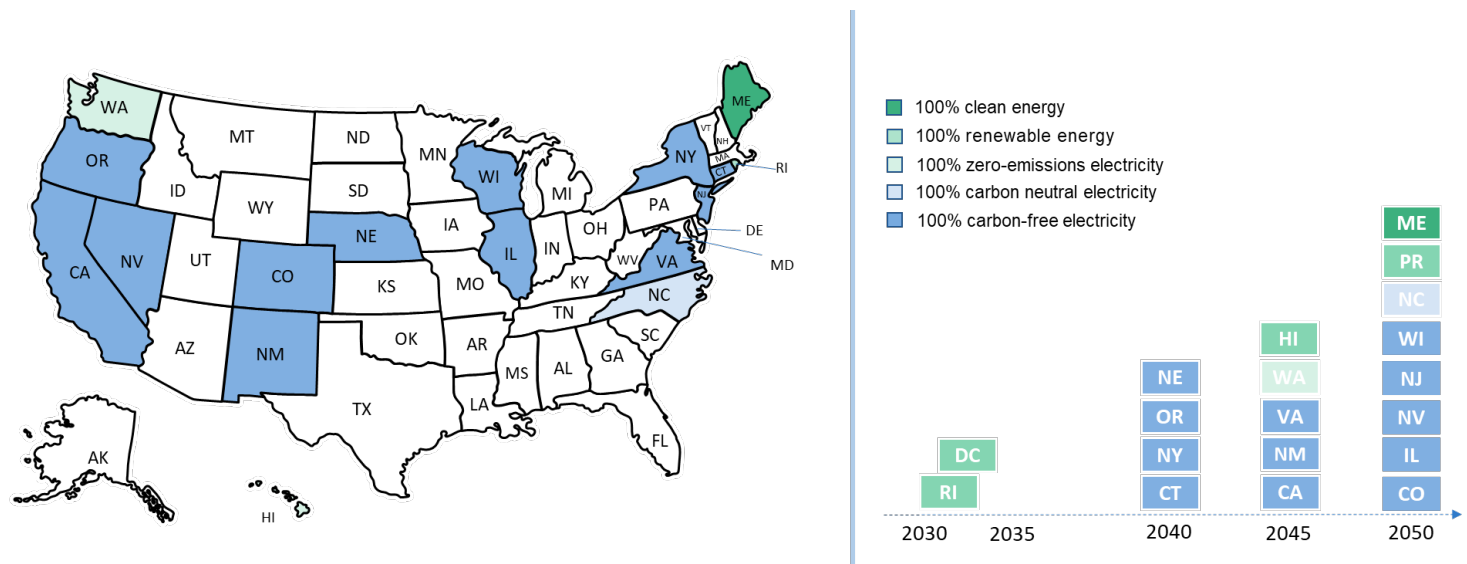 WA
OR
CA
NV
ID
MT
WY
UT
AZ
CO
NM
ND
SD
NE
KS
OK
TX
MN
IA
MO
AR
LA
WI
IL
MI
IN
OH
KY
TN
MS
AL
GA
FL
SC
NC
VA
WV
PA
NY
VT
NH
ME
MA
CT
RI
NJ
DE
MD
AK
HI
100% clean energy
100% renewable energy
100% zero-emissions electricity
100% carbon neutral electricity
100% carbon-free electricity
DC
RI
NE
OR
NY
CT
HI
WA
VA
NM
CA
ME
PR
NC
WI
NJ
NV
IL
CO
2030 2035 2040 2045 2050